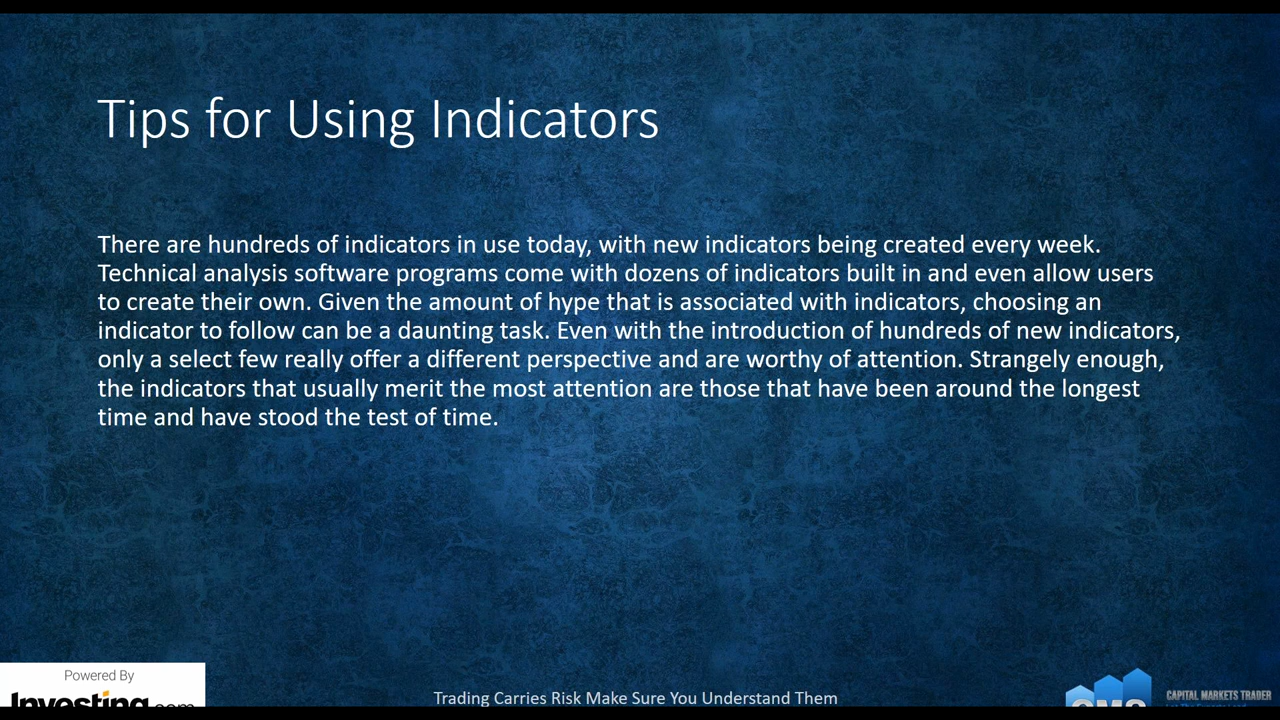 Tips for Using Indicators
There are hundreds of indicators in use today, with new indicators being created every week.
Technical analysis software programs come with dozens of indicators built in and even allow users
to create their own. Given the amount of hype that is associated with indicators, choosing an
indicator to follow can be a daunting task. Even with the introduction of hundreds of new indicators,
only a select few really offer a different perspective and are worthy of attention. Strangely enough,
the indicators that usually merit the most attention are those that have been around the longest
time and have stood the test of time.
Powered By
Investing.com
Trading Carries Risk Make Sure You Understand Them
CAPITAL MARKETS TRADER